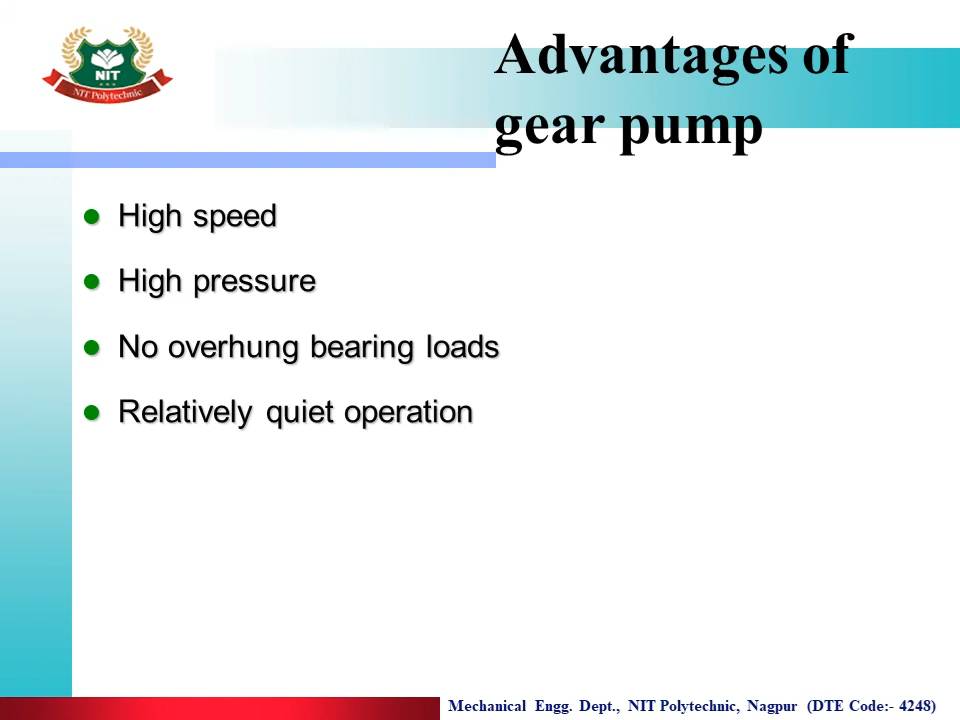 NIT
NIT Polytechnic
Advantages of
gear pump
High speed
High pressure
No overhung bearing loads
Relatively quiet operation
Mechanical Engg. Dept., NIT Polytechnic, Nagpur (DTE Code:- 4248)